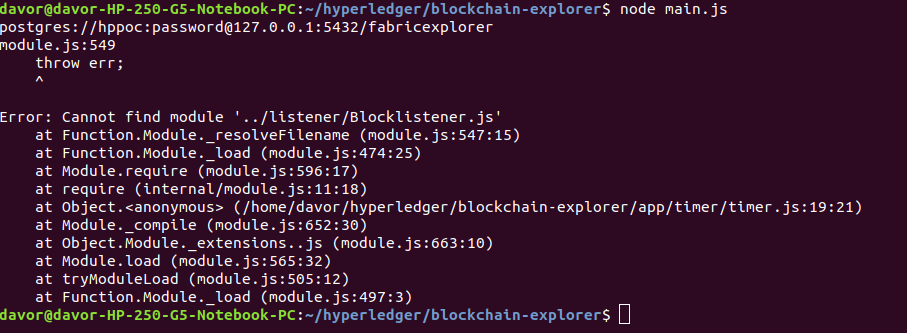 davor@davor-HP-250-G5-Notebook-PC:~/hyperledger/blockchain-explorer$ node main.js
postgres://hppoc:password@127.0.0.1:5432/fabricexplorer
module.js:549
    throw err;
    ^

Error: Cannot find module '../listener/Blocklistener.js'
    at Function.Module._resolveFilename (module.js:547:15)
    at Function.Module._load (module.js:474:25)
    at Module.require (module.js:596:17)
    at require (internal/module.js:11:18)
    at Object.<anonymous> (/home/davor/hyperledger/blockchain-explorer/app/timer/timer.js:19:21)
    at Module._compile (module.js:652:30)
    at Object.Module._extensions..js (module.js:663:10)
    at Module.load (module.js:565:32)
    at tryModuleLoad (module.js:505:12)
    at Function.Module._load (module.js:497:3)
davor@davor-HP-250-G5-Notebook-PC:~/hyperledger/blockchain-explorer$